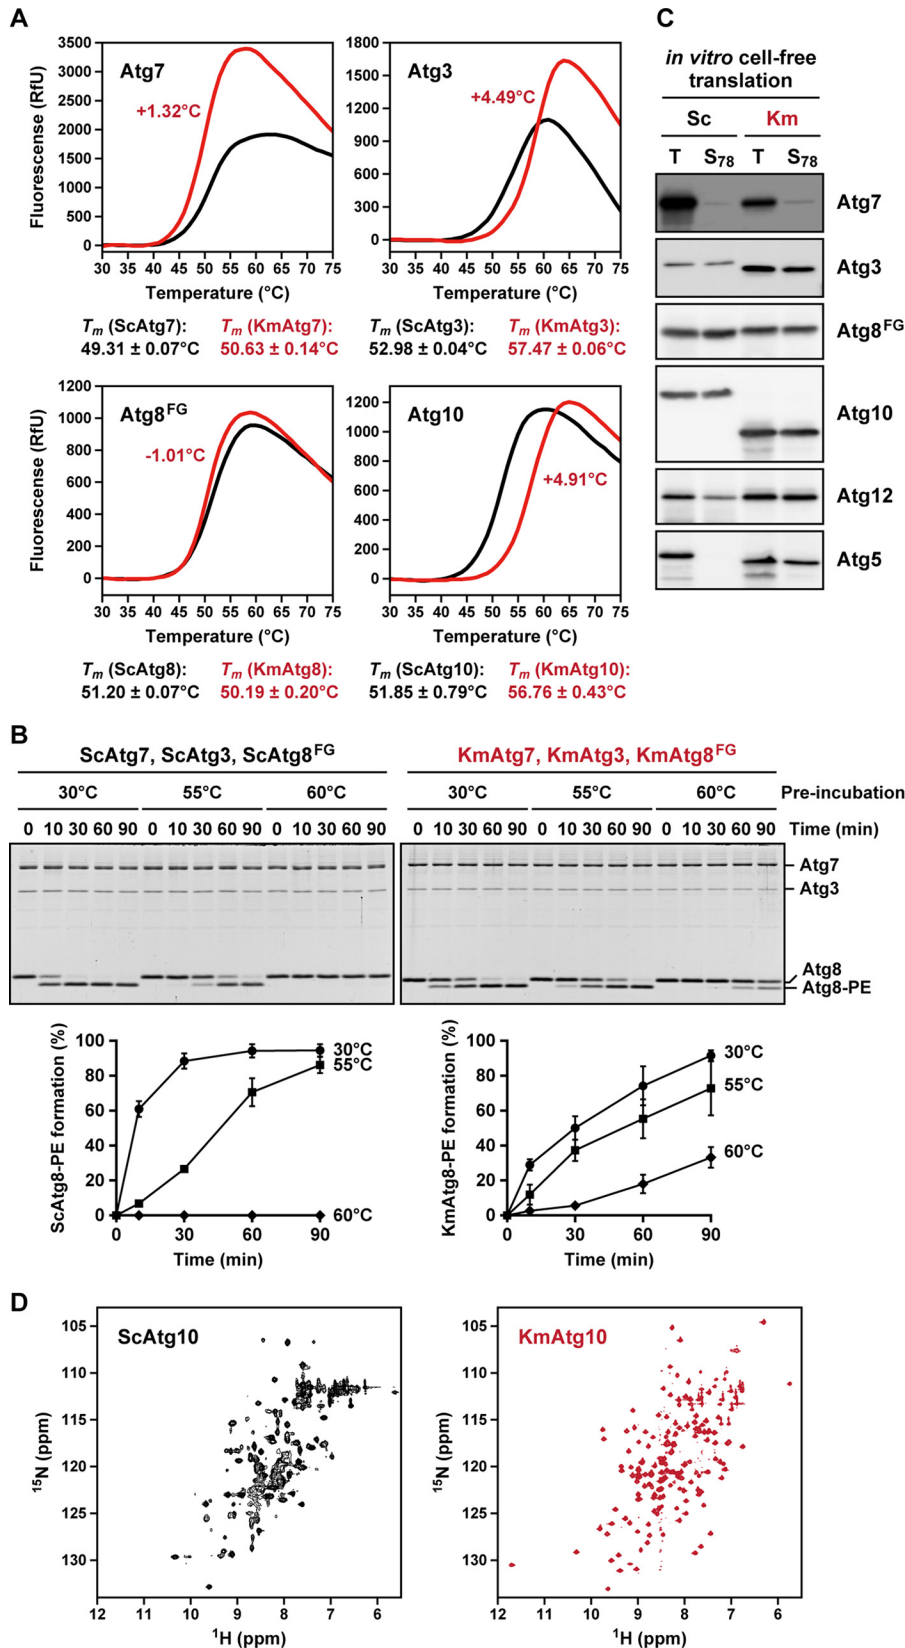 A
Atg7
+1.32°C
Fluorescense (RfU)
3500
3000
2500
2000
1500
1000
500
0
30 35 40 45 50 55 60 65 70 75
Temperature (°C)
Tm (ScAtg7):
49.31 ± 0.07°C
Tm (KmAtg7):
50.63 ± 0.14°C
Atg3
+4.49°C
1800
1500
1200
900
600
300
0
30 35 40 45 50 55 60 65 70 75
Temperature (°C)
Tm (ScAtg3):
52.98 ± 0.04°C
Tm (KmAtg3):
57.47 ± 0.06°C
Atg8FG
-1.01°C
Fluorescense (RfU)
1200
1000
800
600
400
200
0
30 35 40 45 50 55 60 65 70 75
Temperature (°C)
Tm (ScAtg8):
51.20 ± 0.07°C
Tm (KmAtg8):
50.19 ± 0.20°C
Atg10
+4.91°C
1200
1000
800
600
400
200
0
30 35 40 45 50 55 60 65 70 75
Temperature (°C)
Tm (ScAtg10):
51.85 ± 0.79°C
Tm (KmAtg10):
56.76 ± 0.43°C
C
in vitro cell-free
translation
Sc Km
T S78 T S78
Atg7
Atg3
Atg8FG
Atg10
Atg12
Atg5
B
ScAtg7, ScAtg3, ScAtg8FG
30°C 55°C 60°C
0 10 30 60 90 0 10 30 60 90 0 10 30 60 90
KmAtg7, KmAtg3, KmAtg8FG
30°C 55°C 60°C
Pre-incubation
0 10 30 60 90 0 10 30 60 90 0 10 30 60 90
Time (min)
Atg7
Atg3
Atg8
Atg8-PE
ScAtg8-PE formation (%)
100
80
60
40
20
0
30°C
55°C
60°C
0 30 60 90
Time (min)
KmAtg8-PE formation (%)
100
80
60
40
20
0
30°C
55°C
60°C
0 30 60 90
Time (min)
D
ScAtg10
15N (ppm)
105
110
115
120
125
130
12 11 10 9 8 7 6
1H (ppm)
KmAtg10
15N (ppm)
105
110
115
120
125
130
12 11 10 9 8 7 6
1H (ppm)